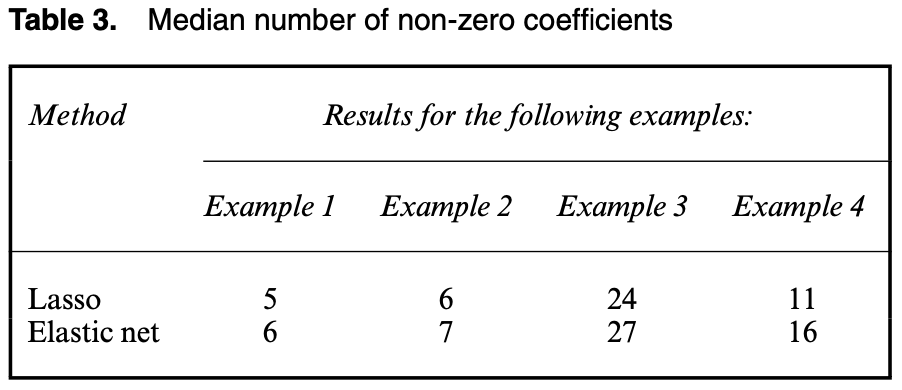 Table 3. Median number of non-zero coefficients
Method Results for the following examples:
Example 1 Example 2 Example 3 Example 4
Lasso 5 6 24 11
Elastic net 6 7 27 16